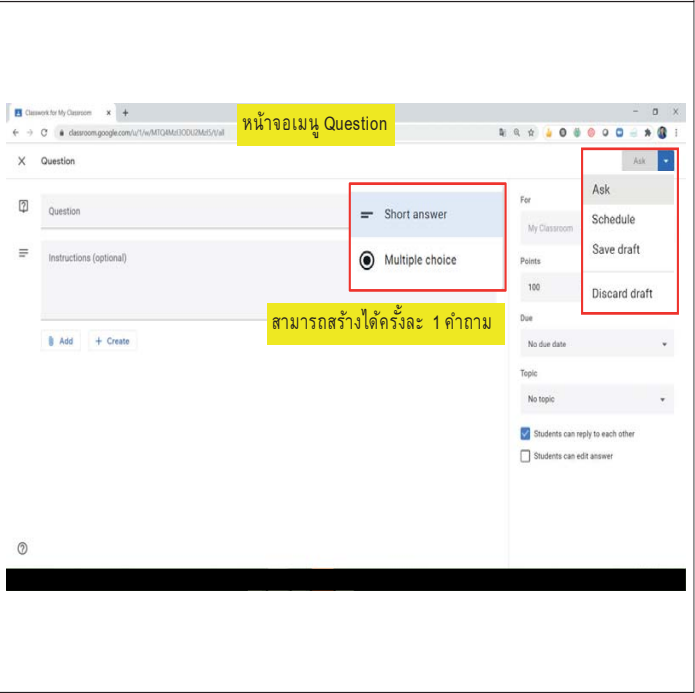 Classwork for My Classroom
หน้าจอเมนู Question
Question
Ask
Question
Short answer
Multiple choice
Instructions (optional)
Add
Create
สามารถสร้างได้ครั้งละ 1 คำถาม
Ask
Schedule
Save draft
Discard draft
For
My Classroom
Points
100
Due
No due date
Topic
No topic
Students can reply to each other
Students can edit answer